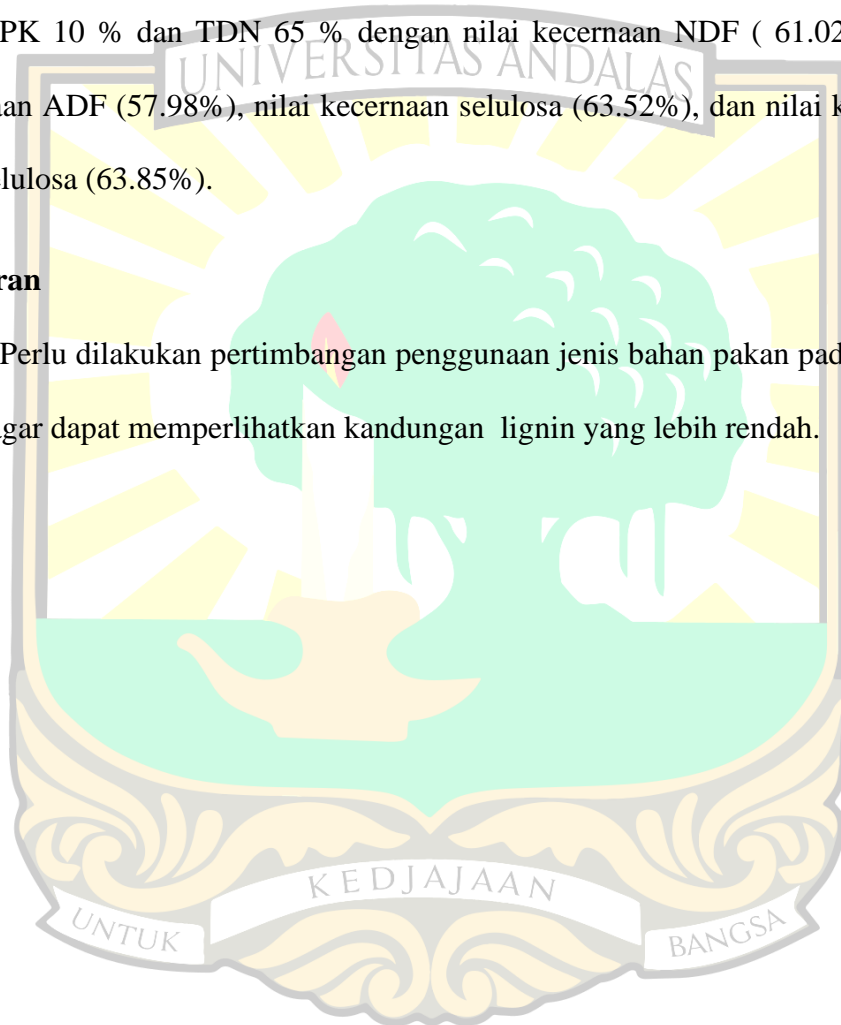 PK 10 % dan TDN 65 % dengan nilai kecernaan NDF ( 61.02
UNIVERSITAS ANDALAS
an ADF (57.98%), nilai kecernaan selulosa (63.52%), dan nilai k
elulosa (63.85%).
ran
Perlu dilakukan pertimbangan penggunaan jenis bahan pakan pad
agar dapat memperlihatkan kandungan lignin yang lebih rendah.
UNTUK KEDJAJAAN BANGSA